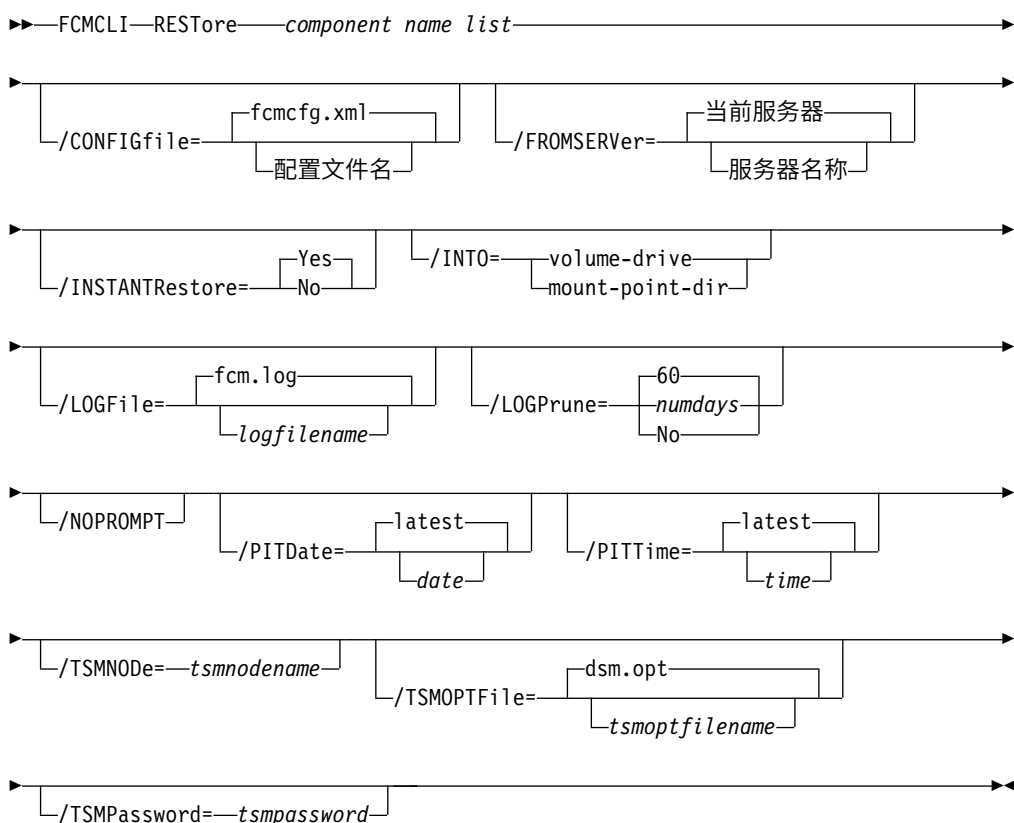 FCMCLI RESTore component name list
/CONFIGfile= fcmcfg.xml 配置文件名 /FROMSERVer= 当前服务器 服务器名称
/INSTANTRestore= Yes No /INTO= volume-drive mount-point-dir
/LOGFile= fcm.log logfilename /LOGPrune= 60 numdays No
/NOPROMPT /PITDate= latest date /PITTime= latest time
/TSMNODe= tsmnodename /TSMOPTFile= dsm.opt tsmoptfilename
/TSMPassword= tsmpassword